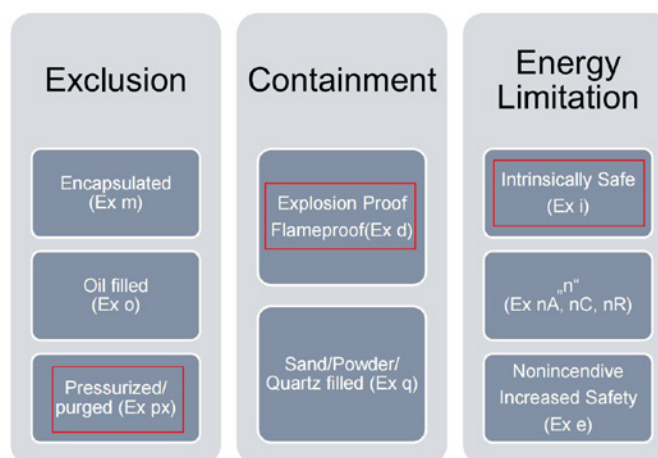 Exclusion
Encapsulated
(Ex m)
Oil filled
(Ex o)
Pressurized/
purged (Ex px)
Containment
Explosion Proof
Flameproof(Ex d)
Sand/Powder/
Quartz filled (Ex q)
Energy
Limitation
Intrinsically Safe
(Ex i)
„n“
(Ex nA, nC, nR)
Nonincendive
Increased Safety
(Ex e)